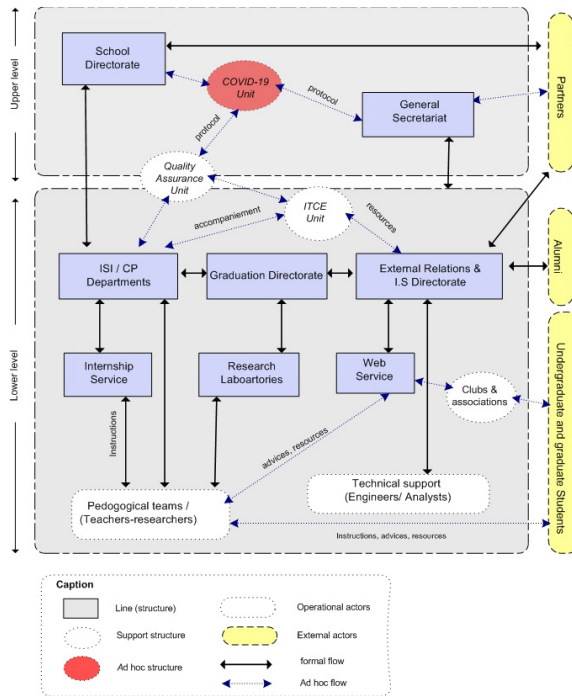 Upper level
School
Directorate
COVID-19
Unit
protocol
General
Secretariat
Partners
protocol
Quality
Assurance
Unit
ITCE
Unit
accompaniement
resources
Lower level
ISI / CP
Departments
Graduation Directorate
External Relations &
I.S Directorate
Alumni
Internship
Service
Research
Laboartories
Web
Service
Clubs &
associations
Undergraduate and graduate Students
Instructions
advices, resources
Pedogogical teams /
(Teachers-researchers)
Technical support
(Engineers/ Analysts)
Instructions, advices, resources
Caption
Line (structure)
Operational actors
Support structure
External actors
Ad hoc structure
formal flow
Ad hoc flow